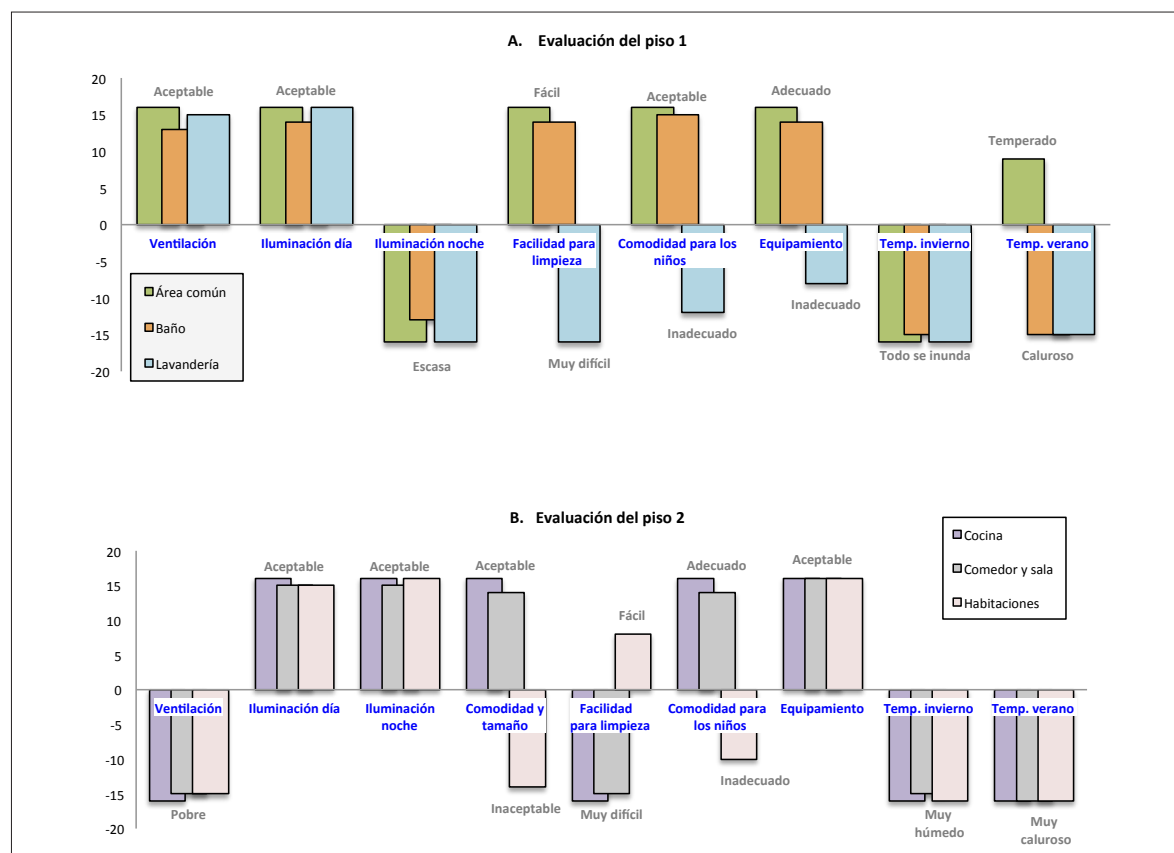 A. Evaluación del piso 1
20
15
10
5
0
-5
-10
-15
-20
Aceptable
Aceptable
Fácil
Aceptable
Adecuado
Temperado
Ventilación
Iluminación día
Iluminación noche
Facilidad para
limpieza
Comodidad para los
niños
Equipamiento
Temp. invierno
Temp. verano
Área común
Baño
Lavandería
Escasa
Muy difícil
Inadecuado
Inadecuado
Todo se inunda
Caluroso
B. Evaluación del piso 2
Cocina
Comedor y sala
Habitaciones
20
15
10
5
0
-5
-10
-15
-20
Aceptable
Aceptable
Aceptable
Fácil
Adecuado
Aceptable
Ventilación
Iluminación día
Iluminación
noche
Comodidad y
tamaño
Facilidad
para limpieza
Comodidad para
los niños
Equipamiento
Temp. invierno
Temp. verano
Pobre
Inaceptable
Muy difícil
Inadecuado
Muy
húmedo
Muy
caluroso